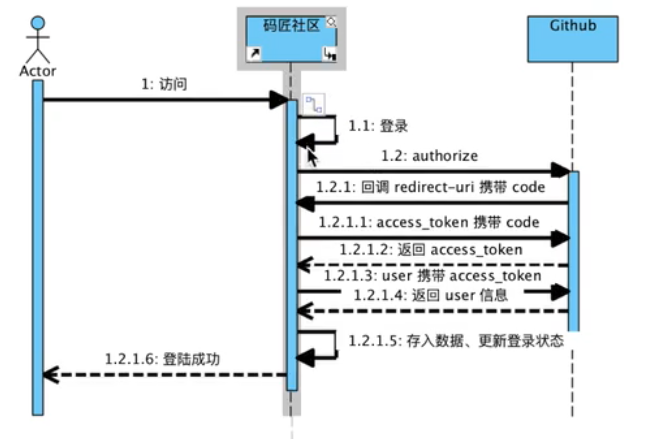 码匠社区
Github
Actor
1: 访问
1.1: 登录
1.2: authorize
1.2.1: 回调 redirect-uri 携带 code
1.2.1.1: access_token 携带 code
1.2.1.2: 返回 access_token
1.2.1.3: user 携带 access_token
1.2.1.4: 返回 user 信息
1.2.1.5: 存入数据、更新登录状态
1.2.1.6: 登陆成功